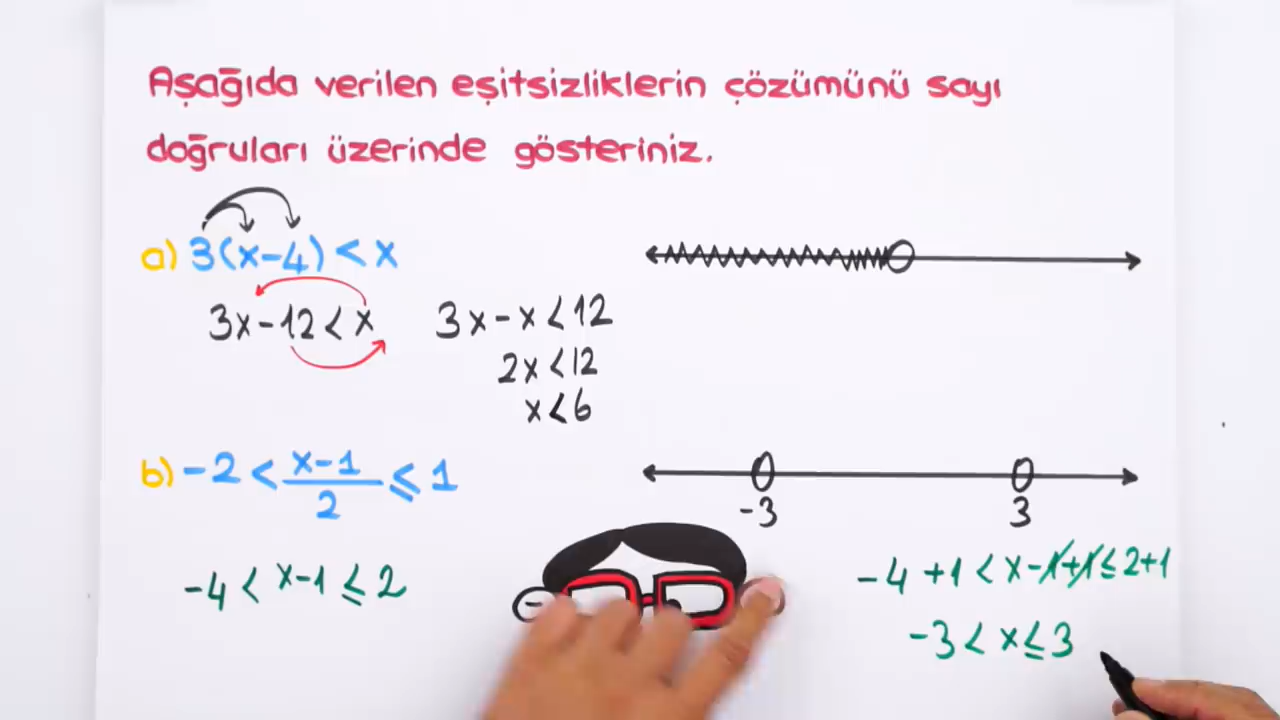 Aşağıda verilen eşitsizliklerin çözümünü sayı
doğruları üzerinde gösteriniz.
a) 3(x-4) < x
3x-12 < x
3x-x < 12
2x < 12
x < 6
b) -2 < (x-1)/2 ≤ 1
-3
3
-4 < x-1 ≤ 2
-4+1 < x-1+1 ≤ 2+1
-3 < x ≤ 3